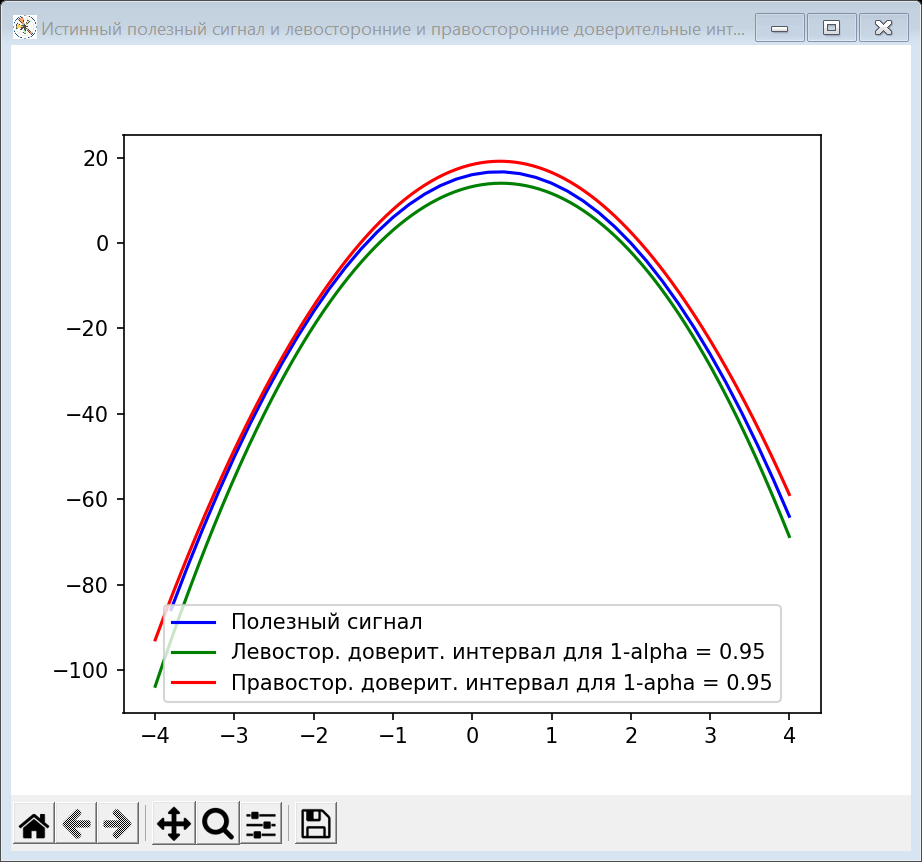 Истинный полезный сигнал и левосторонние и правосторонние доверительные инт...
20
0
−20
−40
−60
−80
−100
Полезный сигнал
Левостор. доверит. интервал для 1-alpha = 0.95
Правостор. доверит. интервал для 1-apha = 0.95
−4 −3 −2 −1 0 1 2 3 4